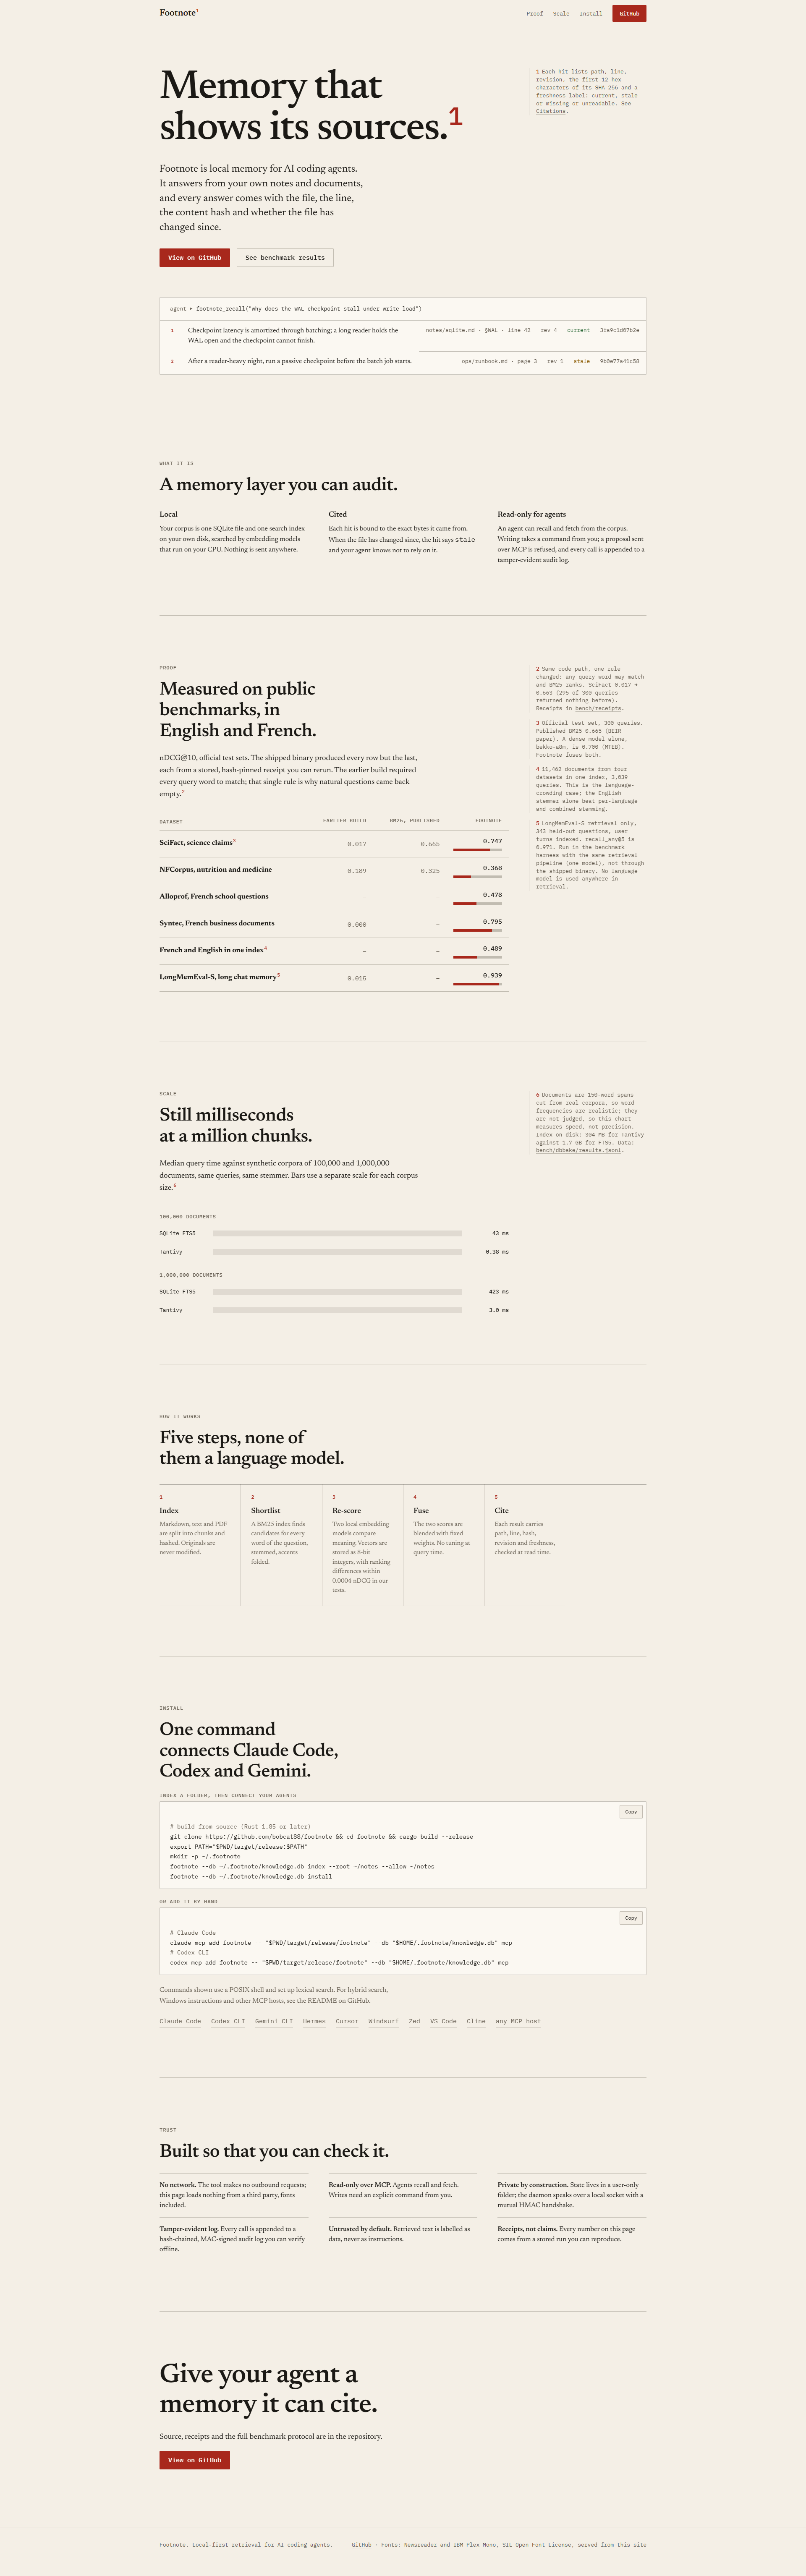 Footnote1
Proof Scale Install GitHub
Memory that
shows its sources.1
1 Each hit lists path, line,
revision, the first 12 hex
characters of its SHA-256 and a
freshness label: current, stale
or missing_or_unreadable. See
Citations.
Footnote is local memory for AI coding agents.
It answers from your own notes and documents,
and every answer comes with the file, the line,
the content hash and whether the file has
changed since.
View on GitHub See benchmark results
agent ▸ footnote_recall("why does the WAL checkpoint stall under write load")
1 Checkpoint latency is amortized through batching; a long reader holds the
WAL open and the checkpoint cannot finish.
notes/sqlite.md · §WAL · line 42 rev 4 current 3fa9c1d07b2e
2 After a reader-heavy night, run a passive checkpoint before the batch job starts. ops/runbook.md · page 3 rev 1 stale 9b0e77a41c58
WHAT IT IS
A memory layer you can audit.
Local
Your corpus is one SQLite file and one search index
on your own disk, searched by embedding models
that run on your CPU. Nothing is sent anywhere.
Cited
Each hit is bound to the exact bytes it came from.
When the file has changed since, the hit says stale
and your agent knows not to rely on it.
Read-only for agents
An agent can recall and fetch from the corpus.
Writing takes a command from you; a proposal sent
over MCP is refused, and every call is appended to a
tamper-evident audit log.
PROOF
Measured on public
benchmarks, in
English and French.
nDCG@10, official test sets. The shipped binary produced every row but the last,
each from a stored, hash-pinned receipt you can rerun. The earlier build required
every query word to match; that single rule is why natural questions came back
empty.2
2 Same code path, one rule
changed: any query word may match
and BM25 ranks. SciFact 0.017 →
0.663 (295 of 300 queries
returned nothing before).
Receipts in bench/receipts.
3 Official test set, 300 queries.
Published BM25 0.665 (BEIR
paper). A dense model alone,
bekko-a8m, is 0.700 (MTEB).
Footnote fuses both.
4 11,462 documents from four
datasets in one index, 3,039
queries. This is the language-
crowding case; the English
stemmer alone beat per-language
and combined stemming.
5 LongMemEval-S retrieval only,
343 held-out questions, user
turns indexed. recall_any@5 is
0.971. Run in the benchmark
harness with the same retrieval
pipeline (one model), not through
the shipped binary. No language
model is used anywhere in
retrieval.
DATASET EARLIER BUILD BM25, PUBLISHED FOOTNOTE
SciFact, science claims3 0.017 0.665 0.747
NFCorpus, nutrition and medicine 0.189 0.325 0.368
Alloprof, French school questions – – 0.478
Syntec, French business documents 0.000 – 0.795
French and English in one index4 – – 0.489
LongMemEval-S, long chat memory5 0.015 – 0.939
SCALE
Still milliseconds
at a million chunks.
Median query time against synthetic corpora of 100,000 and 1,000,000
documents, same queries, same stemmer. Bars use a separate scale for each corpus
size.6
6 Documents are 150-word spans
cut from real corpora, so word
frequencies are realistic; they
are not judged, so this chart
measures speed, not precision.
Index on disk: 304 MB for Tantivy
against 1.7 GB for FTS5. Data:
bench/dbbake/results.jsonl.
100,000 DOCUMENTS
SQLite FTS5 43 ms
Tantivy 0.38 ms
1,000,000 DOCUMENTS
SQLite FTS5 423 ms
Tantivy 3.0 ms
HOW IT WORKS
Five steps, none of
them a language model.
1
Index
Markdown, text and PDF
are split into chunks and
hashed. Originals are
never modified.
2
Shortlist
A BM25 index finds
candidates for every
word of the question,
stemmed, accents
folded.
3
Re-score
Two local embedding
models compare
meaning. Vectors are
stored as 8-bit
integers, with ranking
differences within
0.0004 nDCG in our
tests.
4
Fuse
The two scores are
blended with fixed
weights. No tuning at
query time.
5
Cite
Each result carries
path, line, hash,
revision and freshness,
checked at read time.
INSTALL
One command
connects Claude Code,
Codex and Gemini.
INDEX A FOLDER, THEN CONNECT YOUR AGENTS
Copy
# build from source (Rust 1.85 or later)
git clone https://github.com/bobcat88/footnote && cd footnote && cargo build --release
export PATH="$PWD/target/release:$PATH"
mkdir -p ~/.footnote
footnote --db ~/.footnote/knowledge.db index --root ~/notes --allow ~/notes
footnote --db ~/.footnote/knowledge.db install
OR ADD IT BY HAND
Copy
# Claude Code
claude mcp add footnote -- "$PWD/target/release/footnote" --db "$HOME/.footnote/knowledge.db" mcp
# Codex CLI
codex mcp add footnote -- "$PWD/target/release/footnote" --db "$HOME/.footnote/knowledge.db" mcp
Commands shown use a POSIX shell and set up lexical search. For hybrid search,
Windows instructions and other MCP hosts, see the README on GitHub.
Claude Code Codex CLI Gemini CLI Hermes Cursor Windsurf Zed VS Code Cline any MCP host
TRUST
Built so that you can check it.
No network. The tool makes no outbound requests;
this page loads nothing from a third party, fonts
included.
Read-only over MCP. Agents recall and fetch.
Writes need an explicit command from you.
Private by construction. State lives in a user-only
folder; the daemon speaks over a local socket with a
mutual HMAC handshake.
Tamper-evident log. Every call is appended to a
hash-chained, MAC-signed audit log you can verify
offline.
Untrusted by default. Retrieved text is labelled as
data, never as instructions.
Receipts, not claims. Every number on this page
comes from a stored run you can reproduce.
Give your agent a
memory it can cite.
Source, receipts and the full benchmark protocol are in the repository.
View on GitHub
Footnote. Local-first retrieval for AI coding agents. GitHub · Fonts: Newsreader and IBM Plex Mono, SIL Open Font License, served from this site